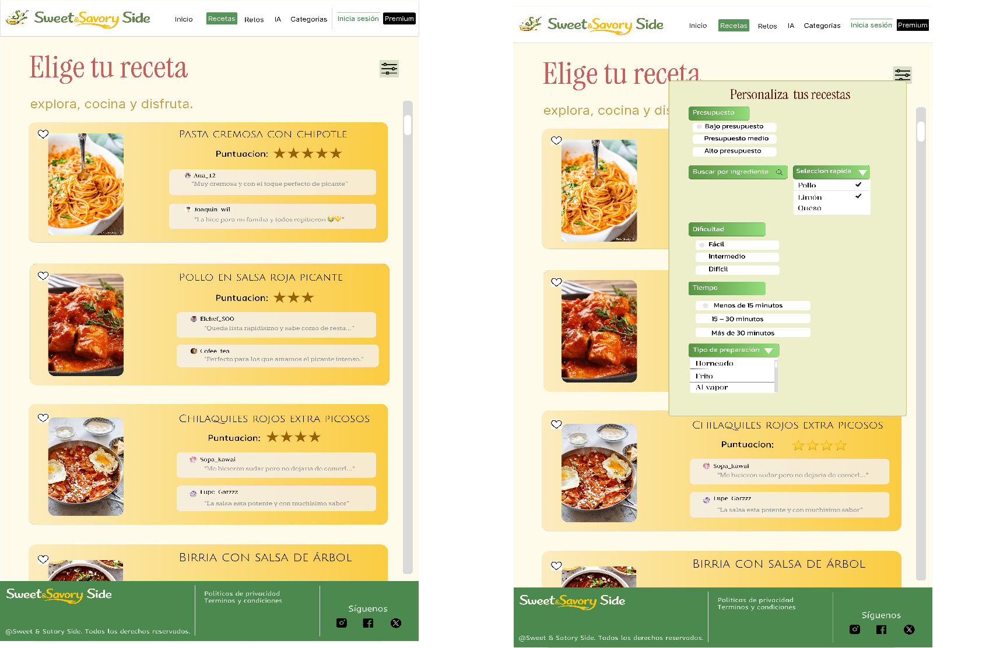 Sweet&Savory Side
Inicio
Recetas
Retos
IA
Categorias
Inicia sesión
Premium
Elige tu receta
explora, cocina y disfruta.
Pasta cremosa con chipotle
Puntuacion:
Ana_12
“Muy cremosa y con el toque perfecto de picante”
Joaquin_wil
“La hice para mi familia y todos repitieron 😂💛”
Pollo en salsa roja picante
Puntuacion:
Elchef_SOO
“Queda lista rapidísimo y sabe como de resta...”
Cofee_tea
“Perfecto para los que amamos el picante intenso.”
Chilaquiles rojos extra picosos
Puntuacion:
Sopa_kawai
“Me hicieron sudar pero no dejaria de comerl...”
Lupe_Garzzz
“La salsa esta potente y con muchisimo sabor”
Birria con salsa de árbol
Sweet&Savory Side
@Sweet & Satory Side. Todos los derechos reservados.
Politicas de privacidad
Terminos y condiciones
Síguenos
Sweet&Savory Side
Inicio
Recetas
Retos
IA
Categorias
Inicia sesión
Premium
Elige tu receta
explora, cocina y dis
Personaliza tus recestas
Presupuesto
Bajo presupuesto
Presupuesto medio
Alto presupuesto
Buscar por ingrediente
Seleccion rapida
Pollo
Limón
Queso
Dificultad
Fácil
Intermedio
Difícil
Tiempo
Menos de 15 minutos
15 – 30 minutos
Más de 30 minutos
Tipo de preparación
Horneado
Frito
Al vapor
Chilaquiles rojos extra picosos
Puntuacion:
Sopa_kawai
“Me hicieron sudar pero no dejaria de comerl...”
Lupe_Garzzz
“La salsa esta potente y con muchisimo sabor”
Birria con salsa de árbol
Sweet&Savory Side
@Sweet & Satory Side. Todos los derechos reservados.
Politicas de privacidad
Terminos y condiciones
Síguenos